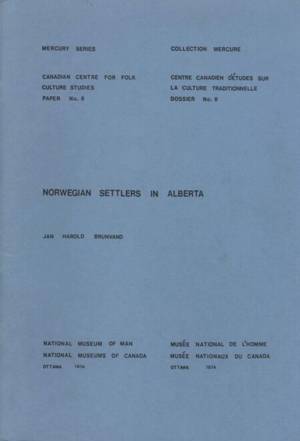 MERCURY SERIES
COLLECTION MERCURE
CANADIAN CENTRE FOR FOLK
CULTURE STUDIES
PAPER No. 8
CENTRE CANADIEN d'ÉTUDES SUR
LA CULTURE TRADITIONNELLE
DOSSIER No. 8
NORWEGIAN SETTLERS IN ALBERTA
JAN HAROLD BRUNVAND
NATIONAL MUSEUM OF MAN
NATIONAL MUSEUMS OF CANADA
OTTAWA 1974
MUSÉE NATIONAL DE L'HOMME
MUSÉE NATIONAUX DU CANADA
OTTAWA 1974